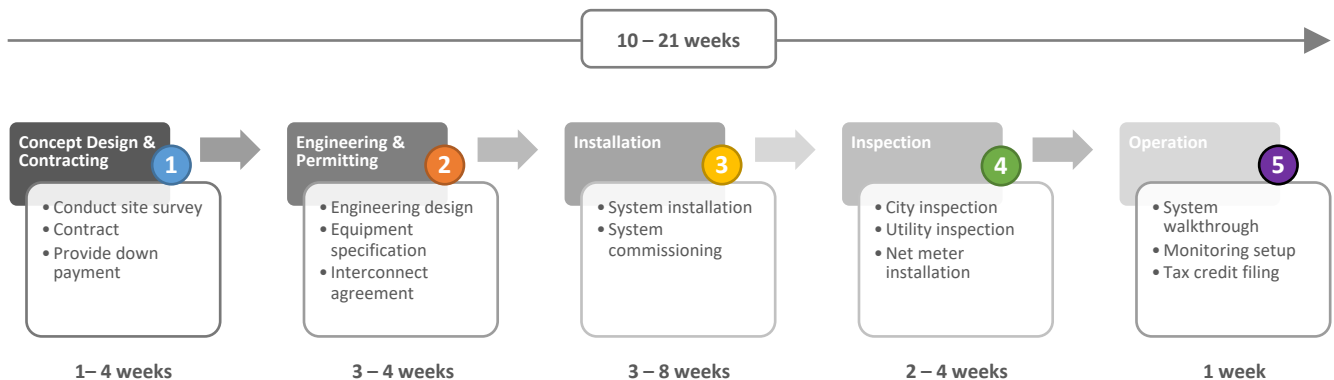 10 – 21 weeks
Concept Design &
Contracting
1
• Conduct site survey
• Contract
• Provide down
payment
1– 4 weeks
Engineering &
Permitting
2
• Engineering design
• Equipment
specification
• Interconnect
agreement
3 – 4 weeks
Installation
3
• System installation
• System
commissioning
3 – 8 weeks
Inspection
4
• City inspection
• Utility inspection
• Net meter
installation
2 – 4 weeks
Operation
5
• System
walkthrough
• Monitoring setup
• Tax credit filing
1 week